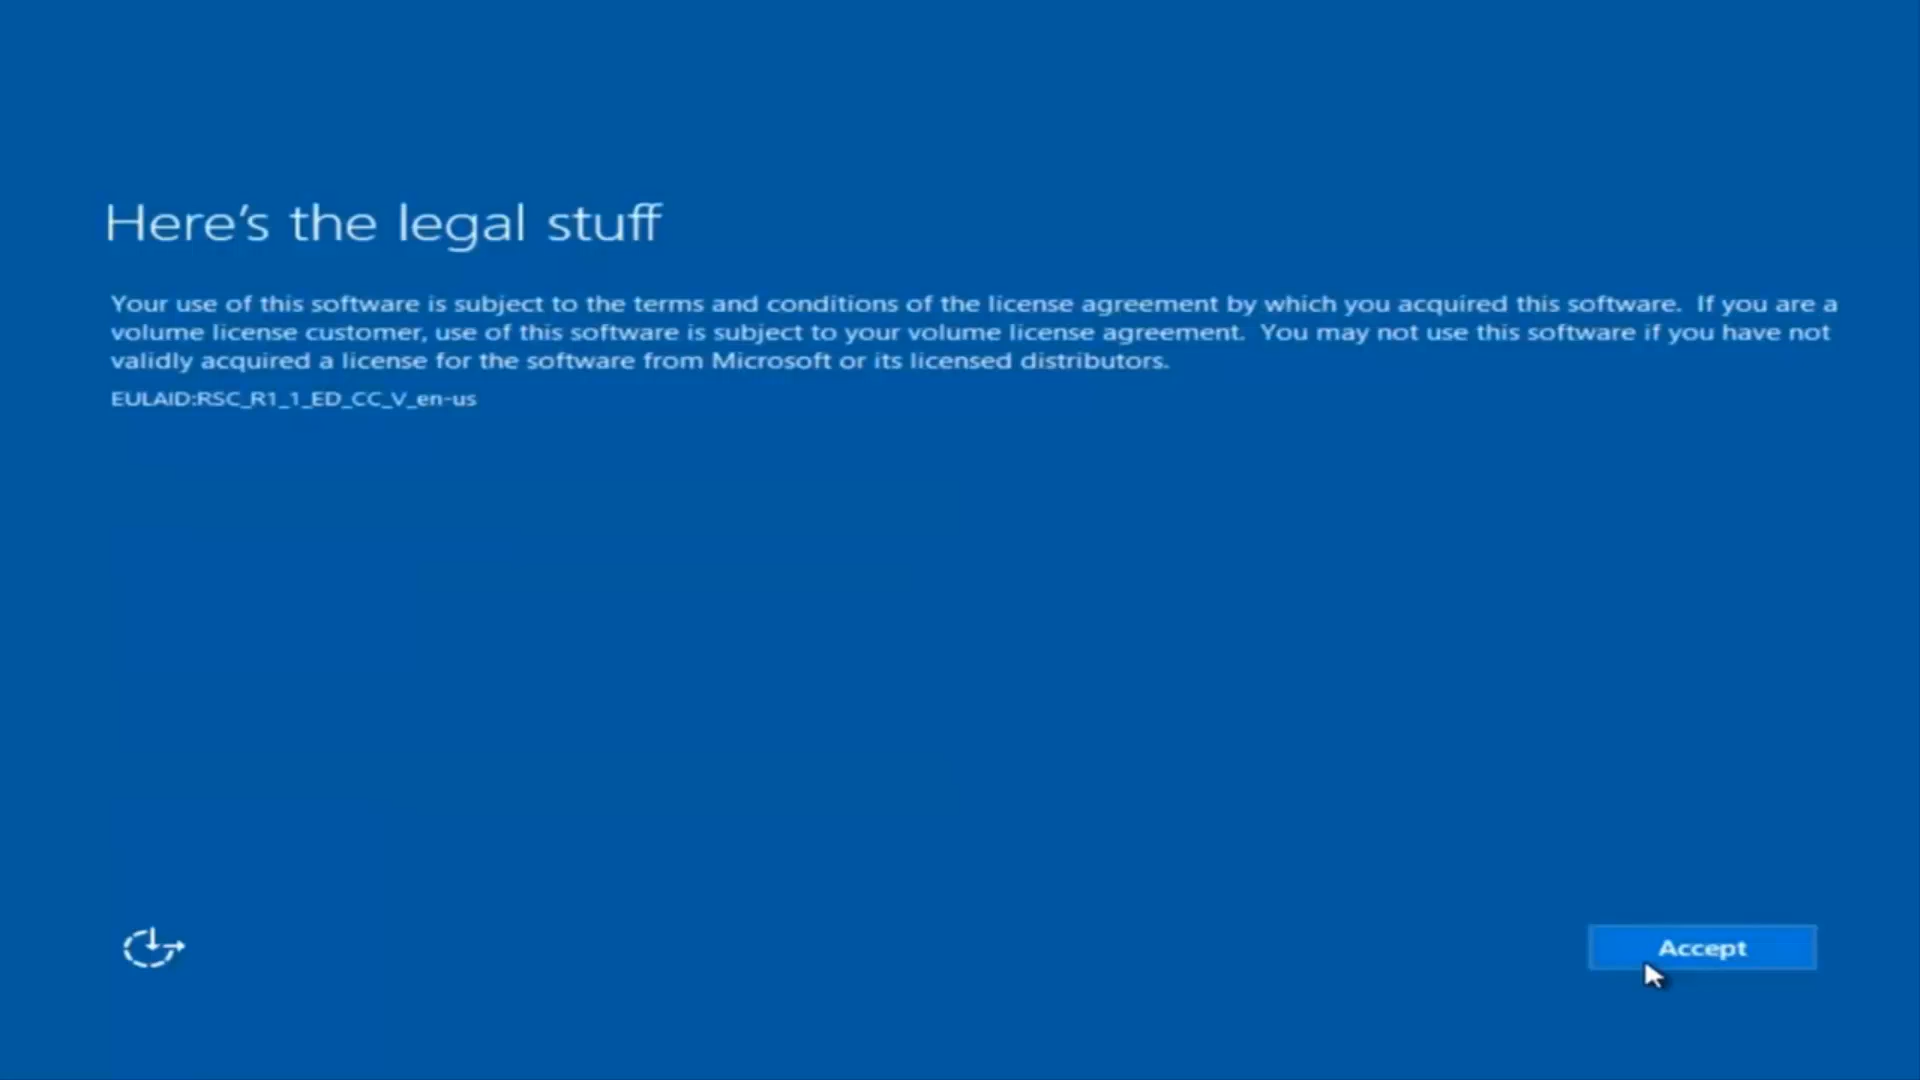 Here's the legal stuff
Your use of this software is subject to the terms and conditions of the license agreement by which you acquired this software.  If you are a
volume license customer, use of this software is subject to your volume license agreement.  You may not use this software if you have not
validly acquired a license for the software from Microsoft or its licensed distributors.
EULAID:RSC_R1_1_ED_CC_V_en-us
Accept